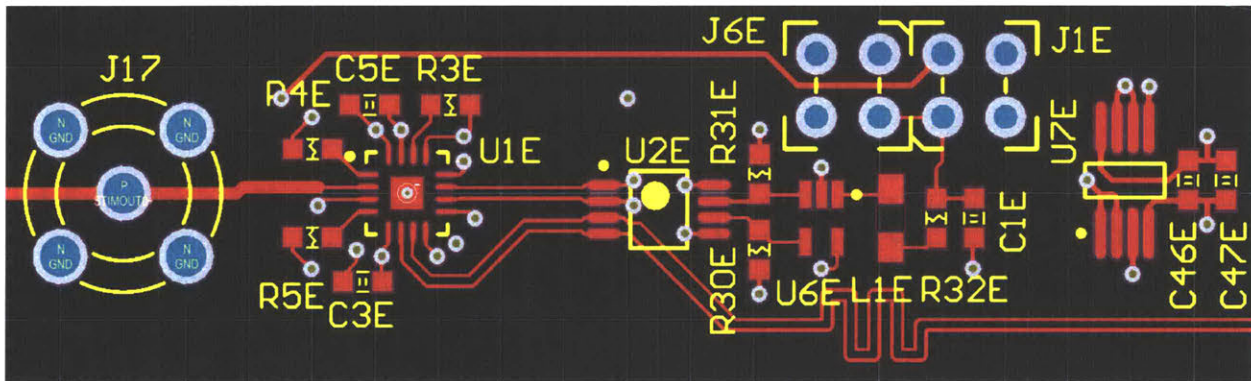 J17
N
GND
N
GND
P
STIMOUT0-
N
GND
N
GND
R4E
C5E
R3E
U1E
R5E
C3E
U2E
R31E
R30E
J6E
J1E
U6E
L1E
R32E
C1E
U7E
C46E
C47E